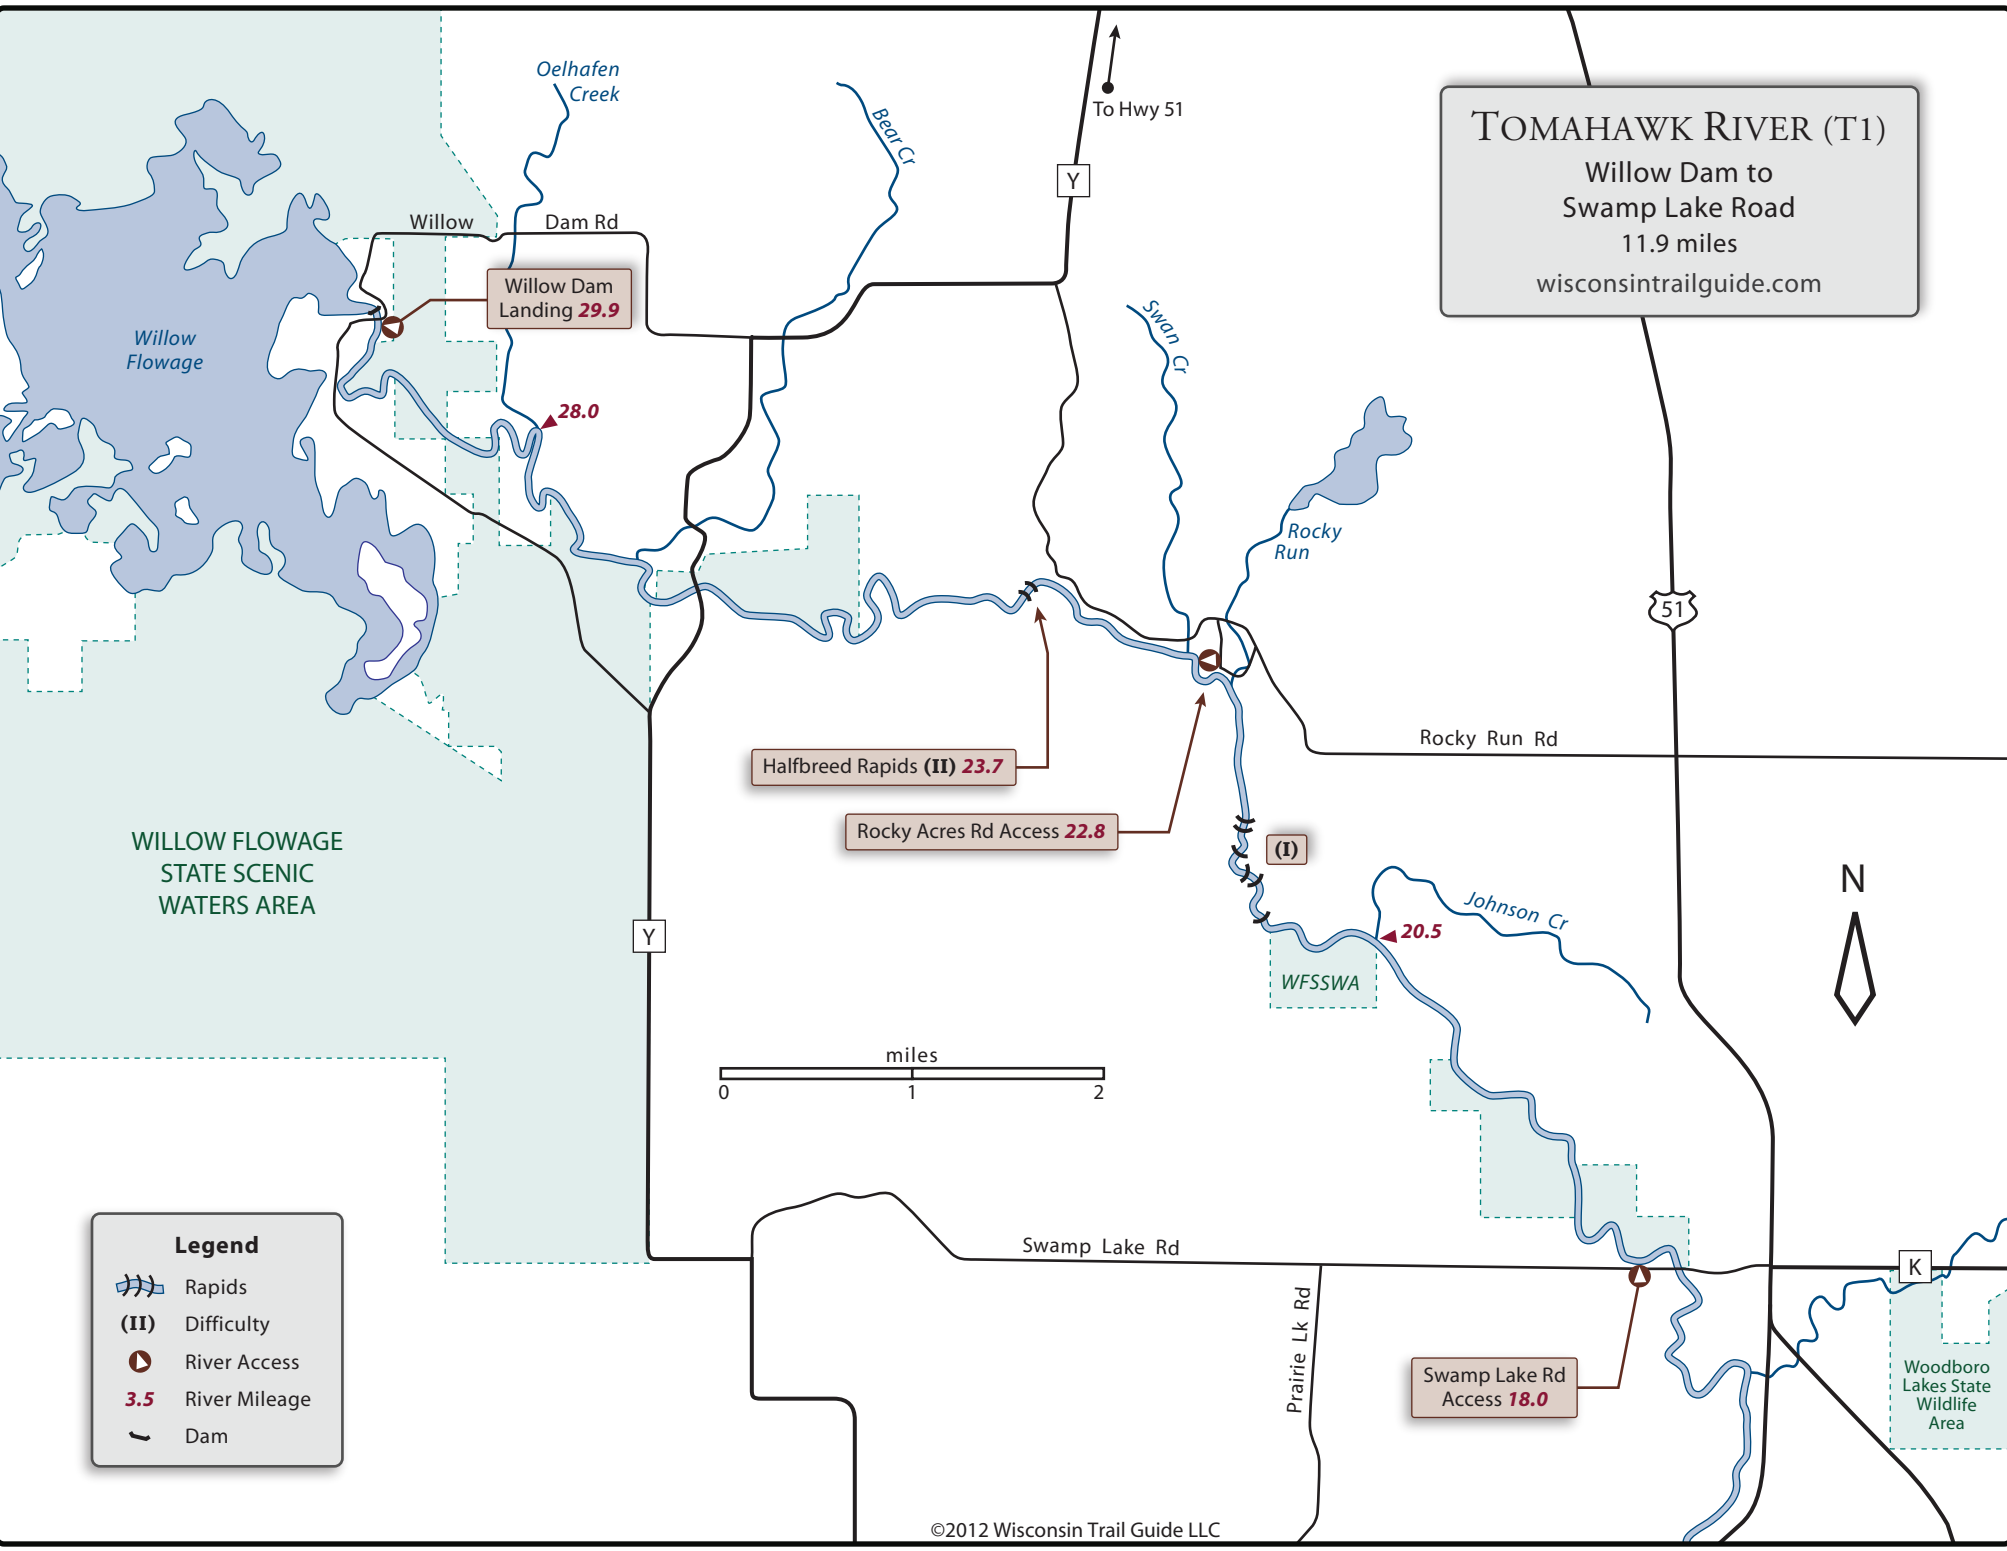 Oelhafen
Creek
Bear Cr
To Hwy 51
Y
TOMAHAWK RIVER (T1)
Willow Dam to
Swamp Lake Road
11.9 miles
wisconsintrailguide.com
Willow Dam Rd
Willow Dam
Landing 29.9
Willow
Flowage
Swan Cr
28.0
Rocky
Run
51
Rocky Run Rd
Halfbreed Rapids (II) 23.7
Rocky Acres Rd Access 22.8
(I)
WILLOW FLOWAGE
STATE SCENIC
WATERS AREA
Johnson Cr
20.5
N
Y
WFSSWA
miles
0 1 2
Swamp Lake Rd
K
Prairie Lk Rd
Swamp Lake Rd
Access 18.0
Woodboro
Lakes State
Wildlife
Area
Legend
Rapids
(II) Difficulty
River Access
3.5 River Mileage
Dam
©2012 Wisconsin Trail Guide LLC